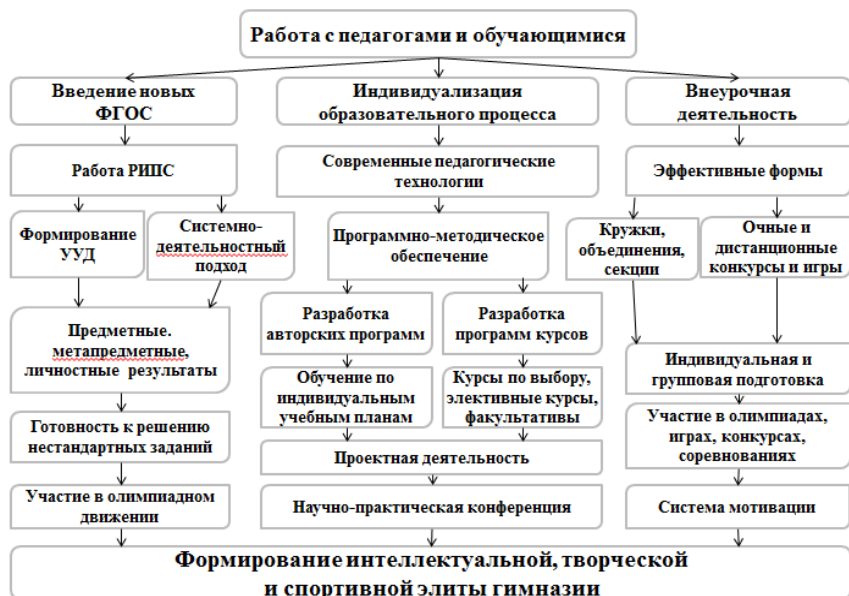 Работа с педагогами и обучающимися
Введение новых
ФГОС
Индивидуализация
образовательного процесса
Внеурочная
деятельность
Работа РИПС
Современные педагогические
технологии
Эффективные формы
Формирование
УУД
Системно-
деятельностный
подход
Программно-методическое
обеспечение
Кружки,
объединения,
секции
Очные и
дистанционные
конкурсы и игры
Предметные.
метапредметные,
личностные результаты
Разработка
авторских программ
Разработка
программ курсов
Индивидуальная и
групповая подготовка
Обучение по
индивидуальным
учебным планам
Курсы по выбору,
элективные курсы,
факультативы
Готовность к решению
нестандартных заданий
Участие в олимпиадах,
играх, конкурсах,
соревнованиях
Проектная деятельность
Участие в олимпиадном
движении
Научно-практическая конференция
Система мотивации
Формирование интеллектуальной, творческой
и спортивной элиты гимназии